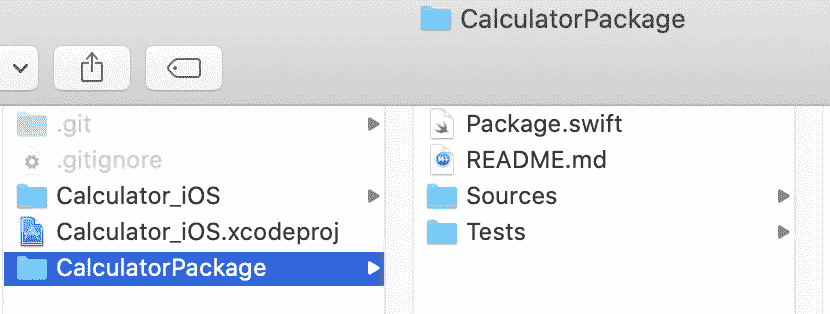 CalculatorPackage
.git
.gitignore
Calculator_iOS
Calculator_iOS.xcodeproj
CalculatorPackage
Package.swift
README.md
Sources
Tests